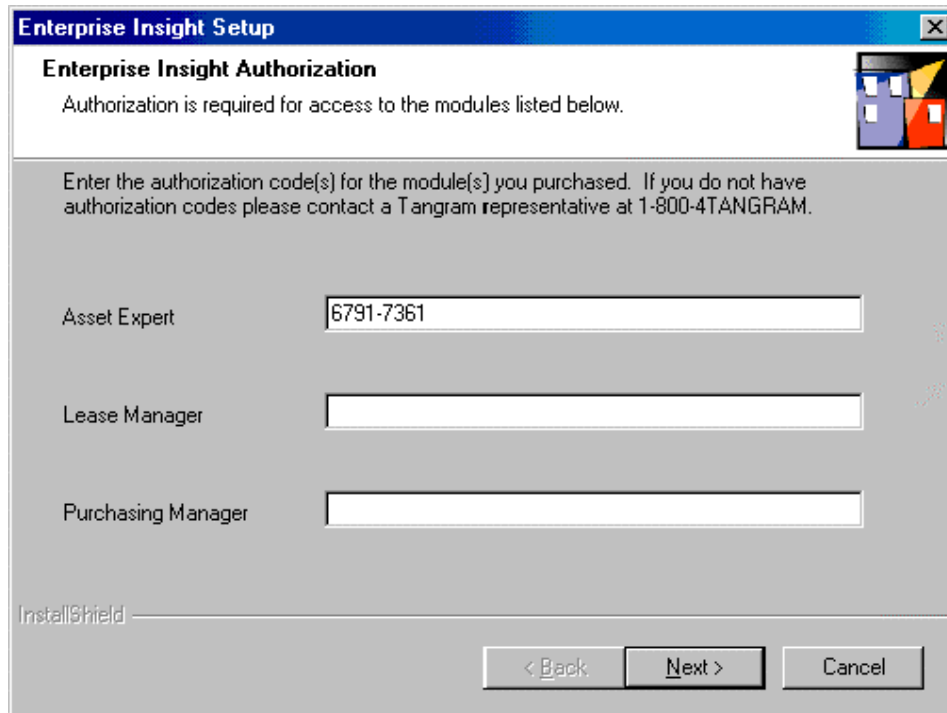 Enterprise Insight Setup
Enterprise Insight Authorization
Authorization is required for access to the modules listed below.
Enter the authorization code(s) for the module(s) you purchased. If you do not have
authorization codes please contact a Tangram representative at 1-800-4TANGRAM.
Asset Expert
6791-7361
Lease Manager
Purchasing Manager
InstallShield
< Back
Next >
Cancel